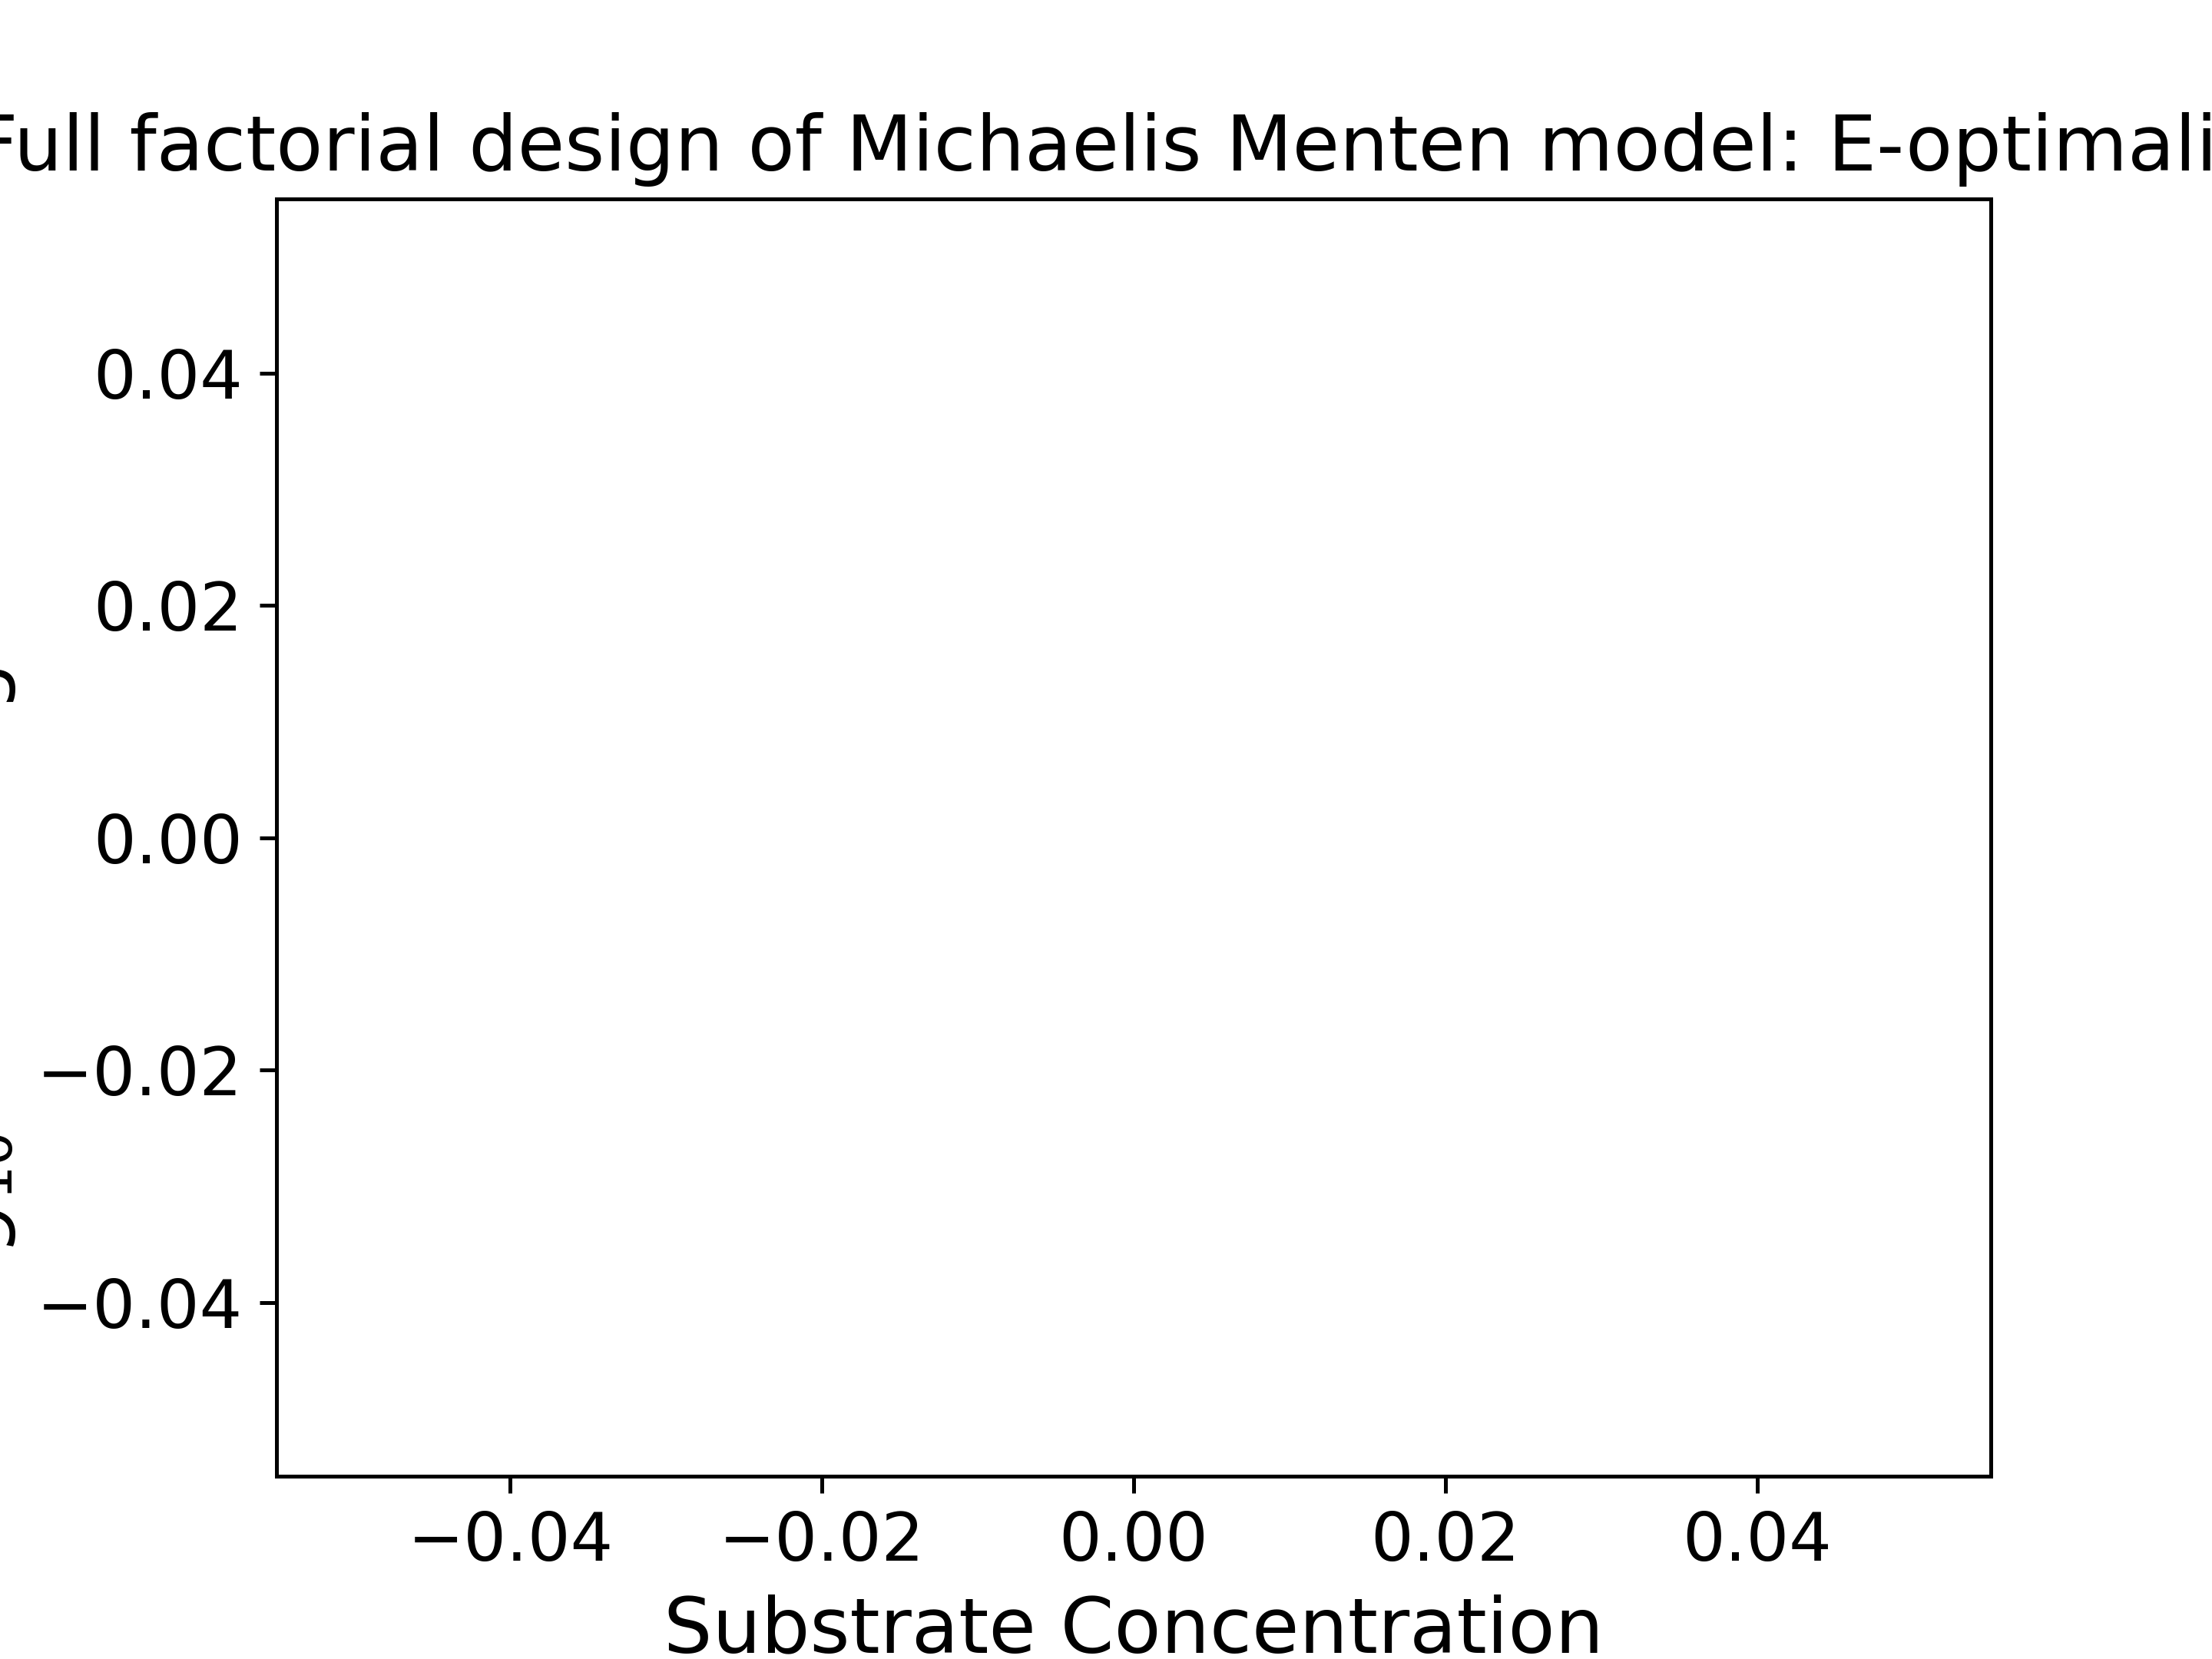 Full factorial design of Michaelis Menten model: E-optimali
0.04
0.02
0.00
−0.02
−0.04
−0.04 −0.02 0.00 0.02 0.04
Substrate Concentration